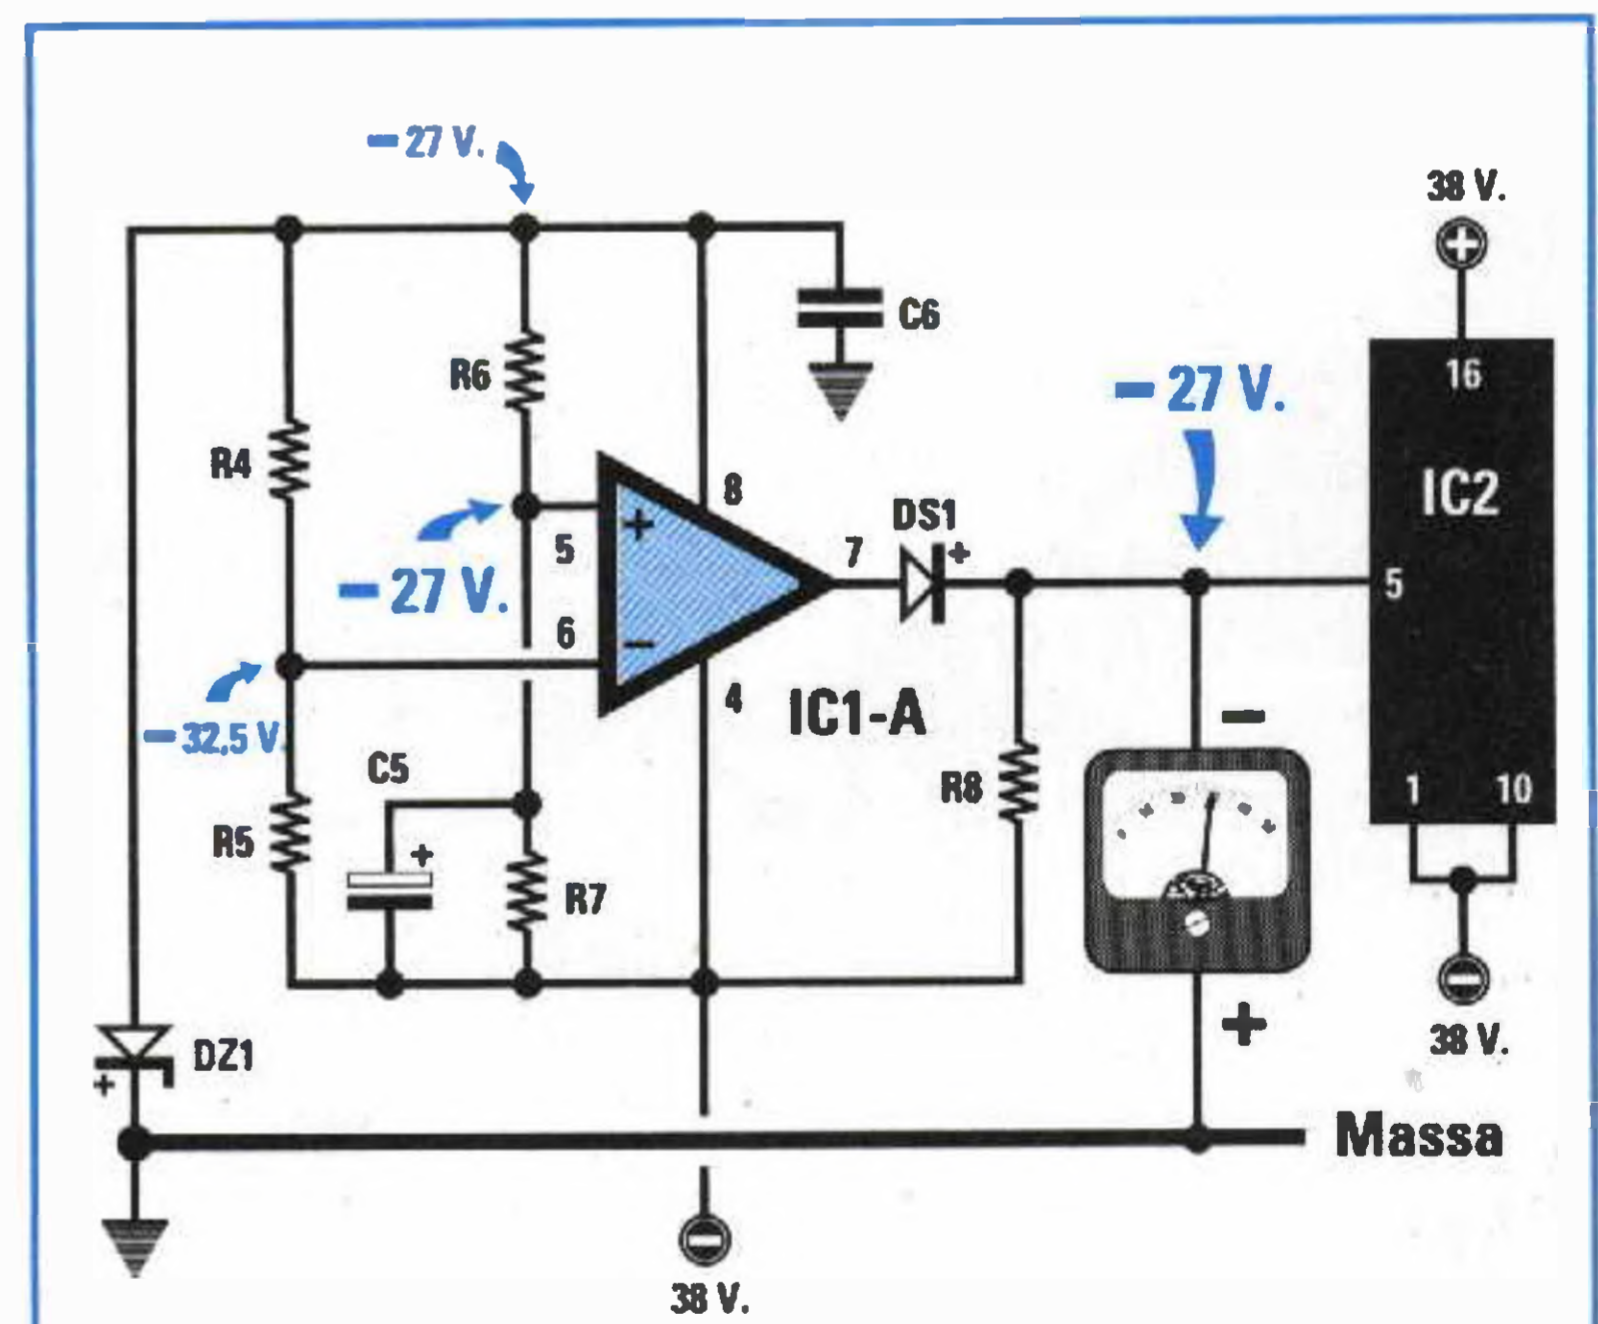 − 27 V.
38 V.
+
C6
R6
16
− 27 V.
R4
IC2
8
DS1
+
+
5
7
5
− 27 V.
6
−
4
IC1-A
−
− 32,5 V.
C5
R8
1
10
R5
+
R7
−
+
38 V.
DZ1
+
Massa
−
38 V.